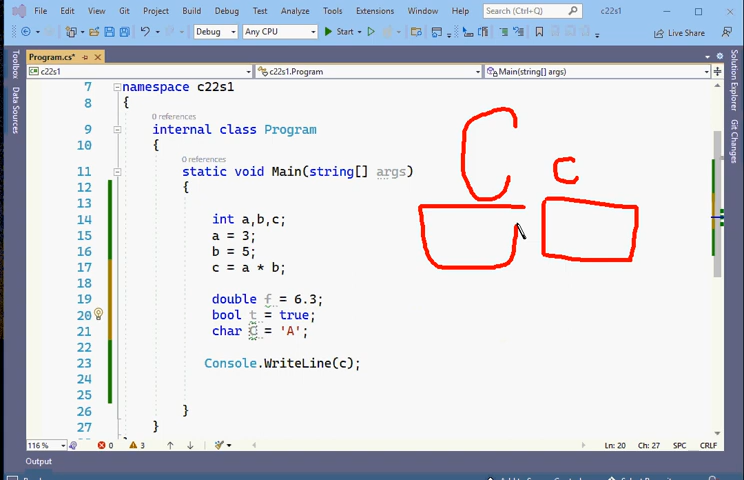 File Edit View Git Project Build Debug Test Analyze Tools Extensions Window Help Search (Ctrl+Q) c22s1
Debug Any CPU Start Live Share
Program.cs*
c22s1 c22s1.Program Main(string[] args)
Toolbox
Data Sources
Solution Explorer
Git Changes
7 namespace c22s1
8 {
0 references
9 internal class Program
10 {
0 references
11 static void Main(string[] args)
12 {
13
14 int a,b,c;
15 a = 3;
16 b = 5;
17 c = a * b;
18
19 double f = 6.3;
20 bool t = true;
21 char C = 'A';
22
23 Console.WriteLine(c);
24
25
26 }
27 }
C c
116 % 0 3 Ln: 20 Ch: 27 SPC CRLF
Output